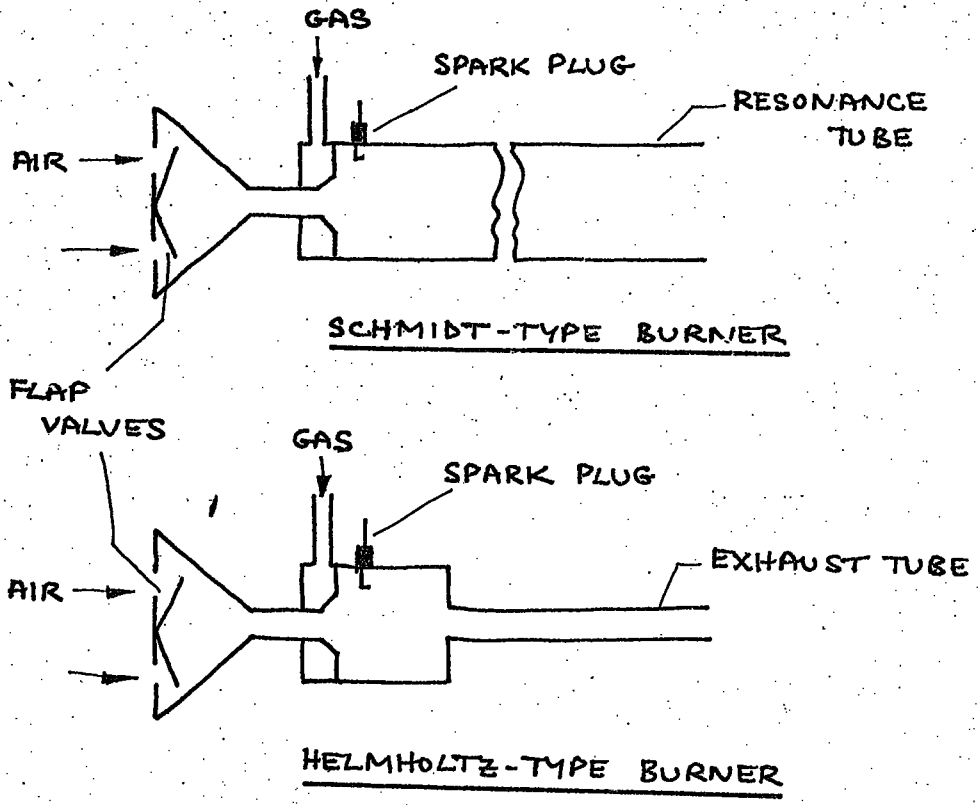 GAS
SPARK PLUG
RESONANCE
TUBE
AIR
SCHMIDT-TYPE BURNER
FLAP
VALVES
GAS
SPARK PLUG
EXHAUST TUBE
AIR
HELMHOLTZ-TYPE BURNER